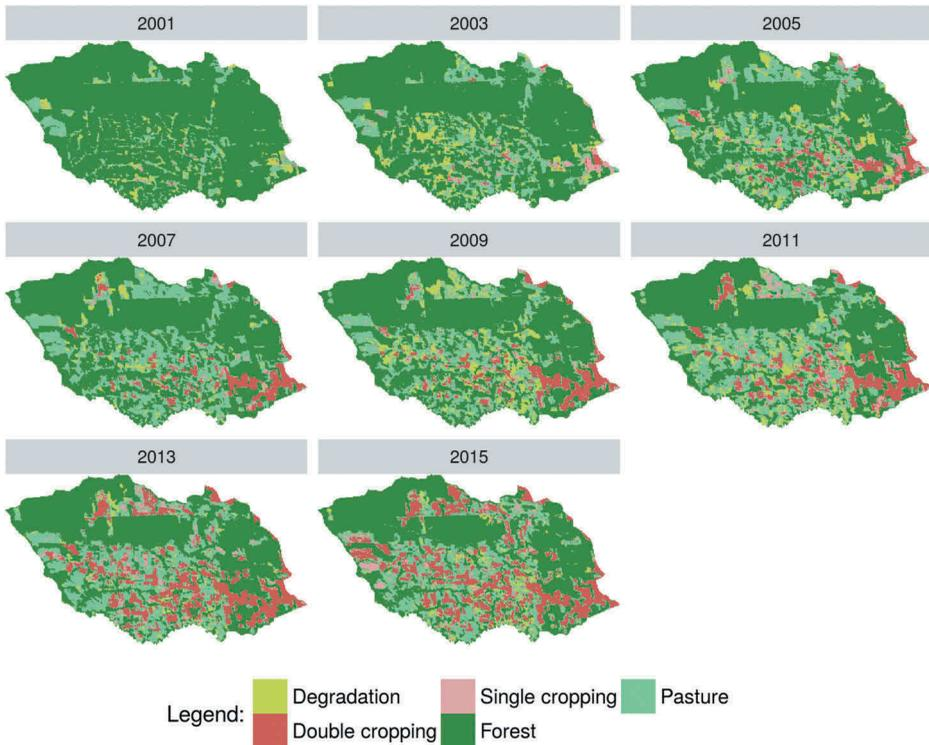 2001
2003
2005
2007
2009
2011
2013
2015
Legend:
Degradation
Single cropping
Pasture
Double cropping
Forest